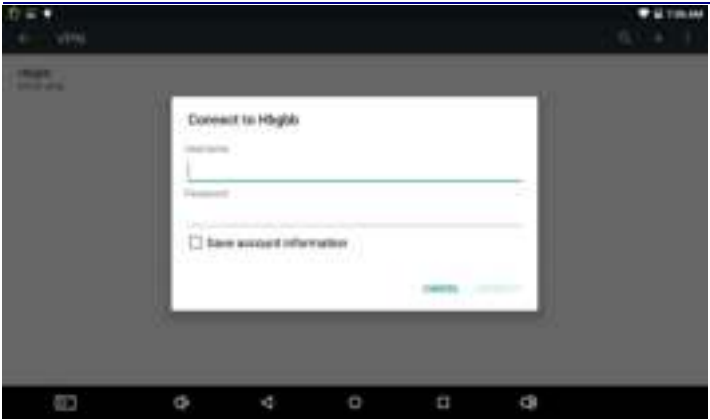 VPN
Connect to Hbgbb
Username
Password
Save account information
CANCEL